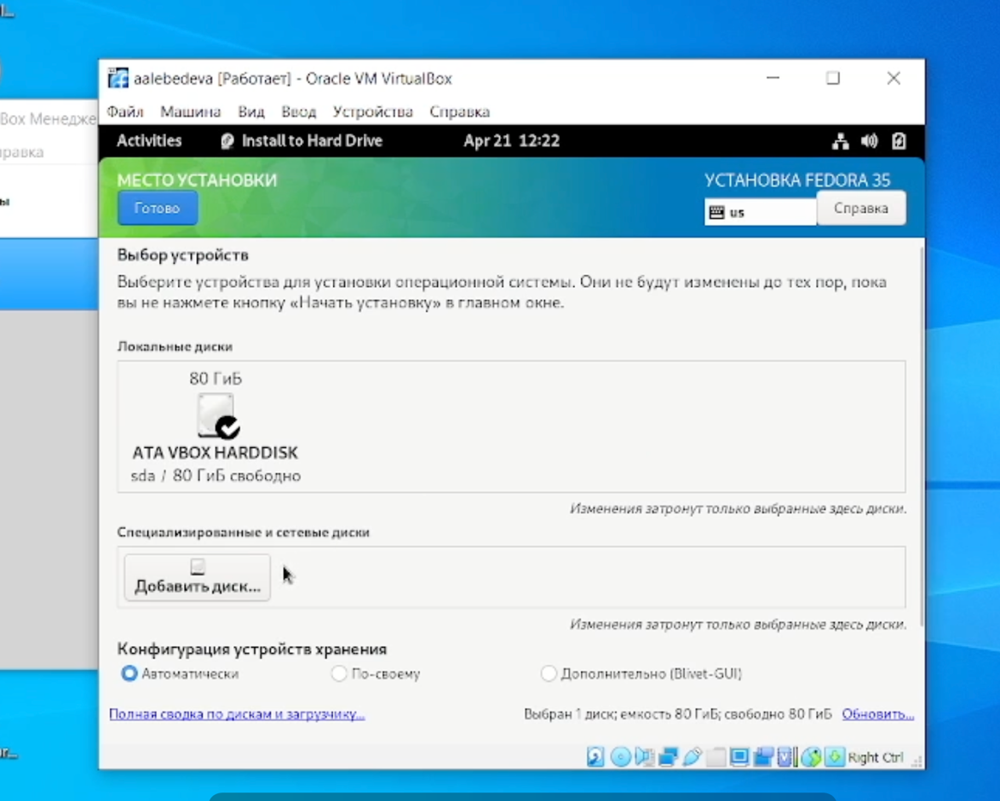 aalebedeva [Работает] - Oracle VM VirtualBox
Файл Машина Вид Ввод Устройства Справка
Activities Install to Hard Drive Apr 21 12:22
МЕСТО УСТАНОВКИ УСТАНОВКА FEDORA 35
Готово us Справка
Выбор устройств
Выберите устройства для установки операционной системы. Они не будут изменены до тех пор, пока
вы не нажмете кнопку «Начать установку» в главном окне.
Локальные диски
80 ГиБ
ATA VBOX HARDDISK
sda / 80 ГиБ свободно
Изменения затронут только выбранные здесь диски.
Специализированные и сетевые диски
Добавить диск...
Изменения затронут только выбранные здесь диски.
Конфигурация устройств хранения
Автоматически По-своему Дополнительно (Blivet-GUI)
Полная сводка по дискам и загрузчику... Выбран 1 диск; емкость 80 ГиБ; свободно 80 ГиБ Обновить...
Right Ctrl
Box Менедже
равка